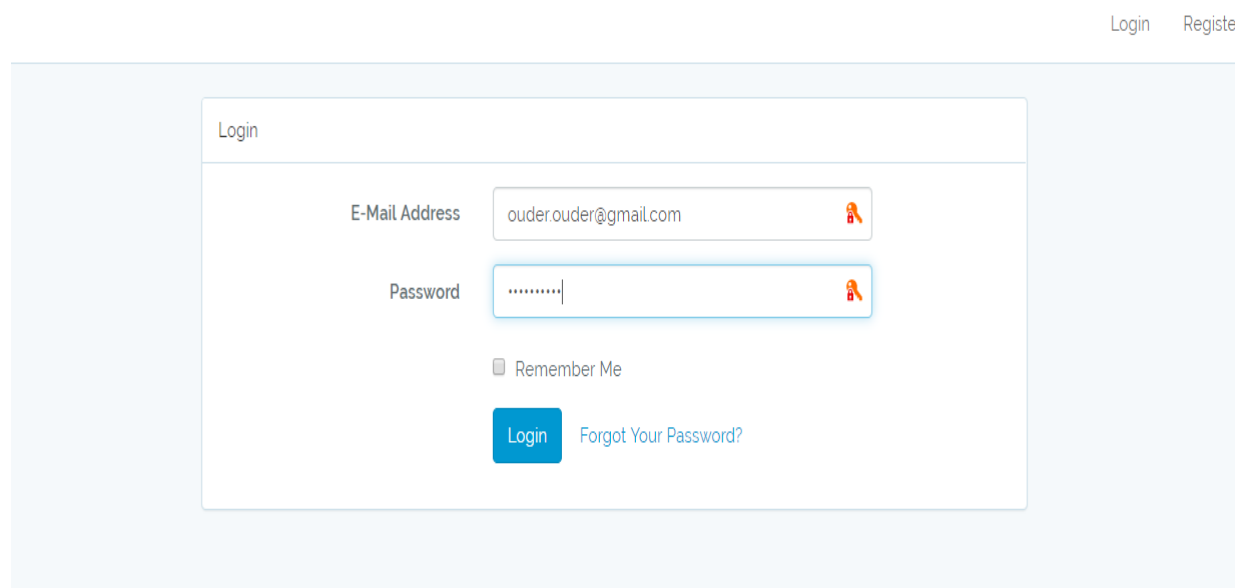 Login Registe
Login
E-Mail Address ouder.ouder@gmail.com
Password ··········
Remember Me
Login Forgot Your Password?